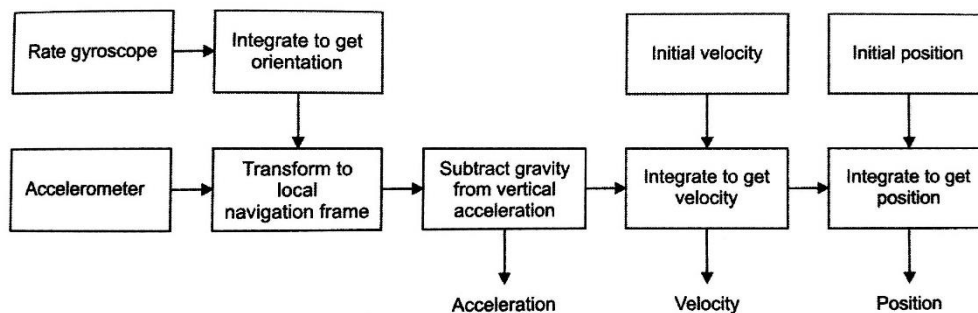 Rate gyroscope
Integrate to get
orientation
Initial velocity
Initial position
Accelerometer
Transform to
local
navigation frame
Subtract gravity
from vertical
acceleration
Integrate to get
velocity
Integrate to get
position
Acceleration
Velocity
Position